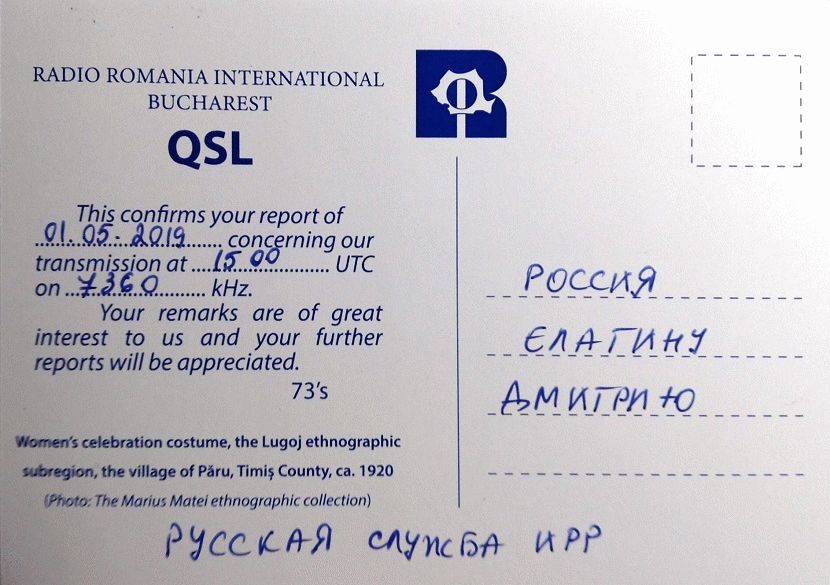 RADIO ROMANIA INTERNATIONAL
BUCHAREST
QSL
This confirms your report of
01.05.2019 concerning our
transmission at 15 00 UTC
on 7360 kHz.
Your remarks are of great
interest to us and your further
reports will be appreciated.
73's
Women's celebration costume, the Lugoj ethnographic
subregion, the village of Păru, Timiș County, ca. 1920
(Photo: The Marius Matei ethnographic collection)
РОССИЯ
ЕЛАГИНУ
ДМИТРИЮ
РУССКАЯ СЛУЖБА ИРР